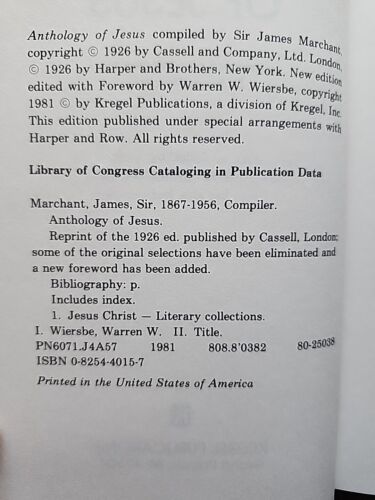 Anthology of Jesus compiled by Sir James Marchant,
copyright © 1926 by Cassell and Company, Ltd. London,
© 1926 by Harper and Brothers, New York. New edition
edited with Foreword by Warren W. Wiersbe, copyright
1981 © by Kregel Publications, a division of Kregel, Inc.
This edition published under special arrangements with
Harper and Row. All rights reserved.
Library of Congress Cataloging in Publication Data
Marchant, James, Sir, 1867-1956, Compiler.
Anthology of Jesus.
Reprint of the 1926 ed. published by Cassell, London;
some of the original selections have been eliminated and
a new foreword has been added.
Bibliography: p.
Includes index.
1. Jesus Christ — Literary collections.
I. Wiersbe, Warren W. II. Title.
PN6071.J4A57 1981 808.8'0382 80-25038
ISBN 0-8254-4015-7
Printed in the United States of America